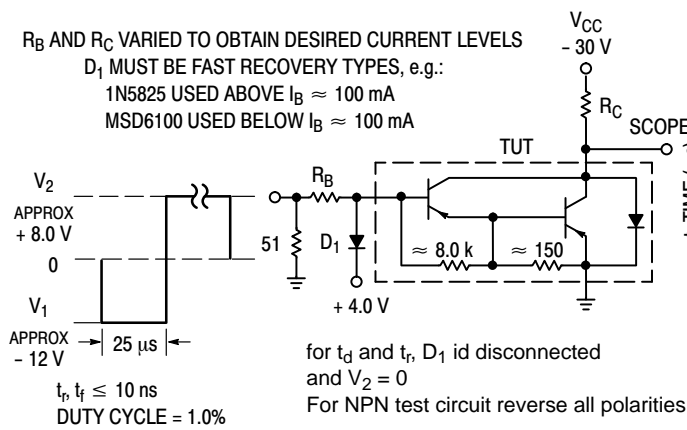 R_B AND R_C VARIED TO OBTAIN DESIRED CURRENT LEVELS
D_1 MUST BE FAST RECOVERY TYPES, e.g.:
1N5825 USED ABOVE I_B ≈ 100 mA
MSD6100 USED BELOW I_B ≈ 100 mA
V_CC
- 30 V
R_C
SCOPE
TUT
V_2
APPROX
+ 8.0 V
0
V_1
APPROX
- 12 V
25 μs
t_r, t_f ≤ 10 ns
DUTY CYCLE = 1.0%
51
R_B
D_1
+ 4.0 V
≈ 8.0 k
≈ 150
for t_d and t_r, D_1 id disconnected
and V_2 = 0
For NPN test circuit reverse all polarities